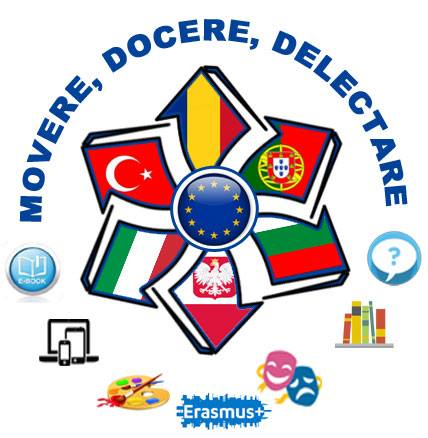 MOVERE, DOCERE, DELECTARE
E-BOOK
?
Erasmus+